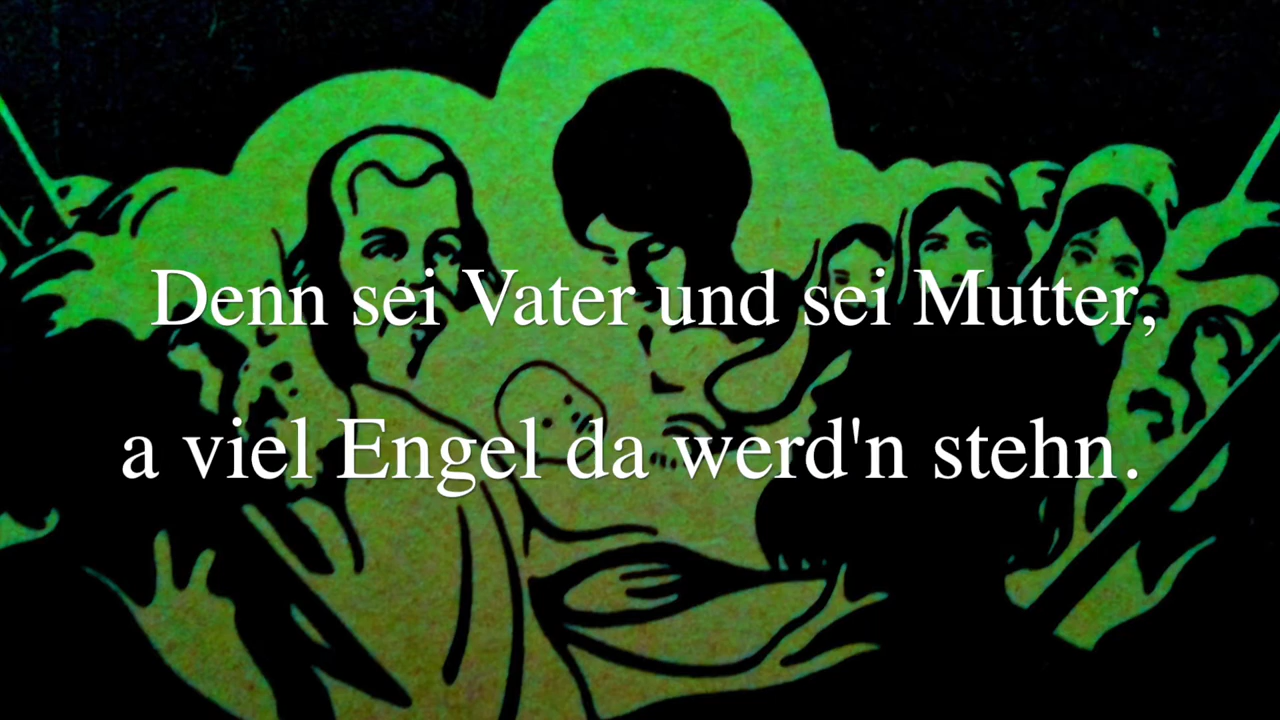 Denn sei Vater und sei Mutter,
a viel Engel da werd'n stehn.